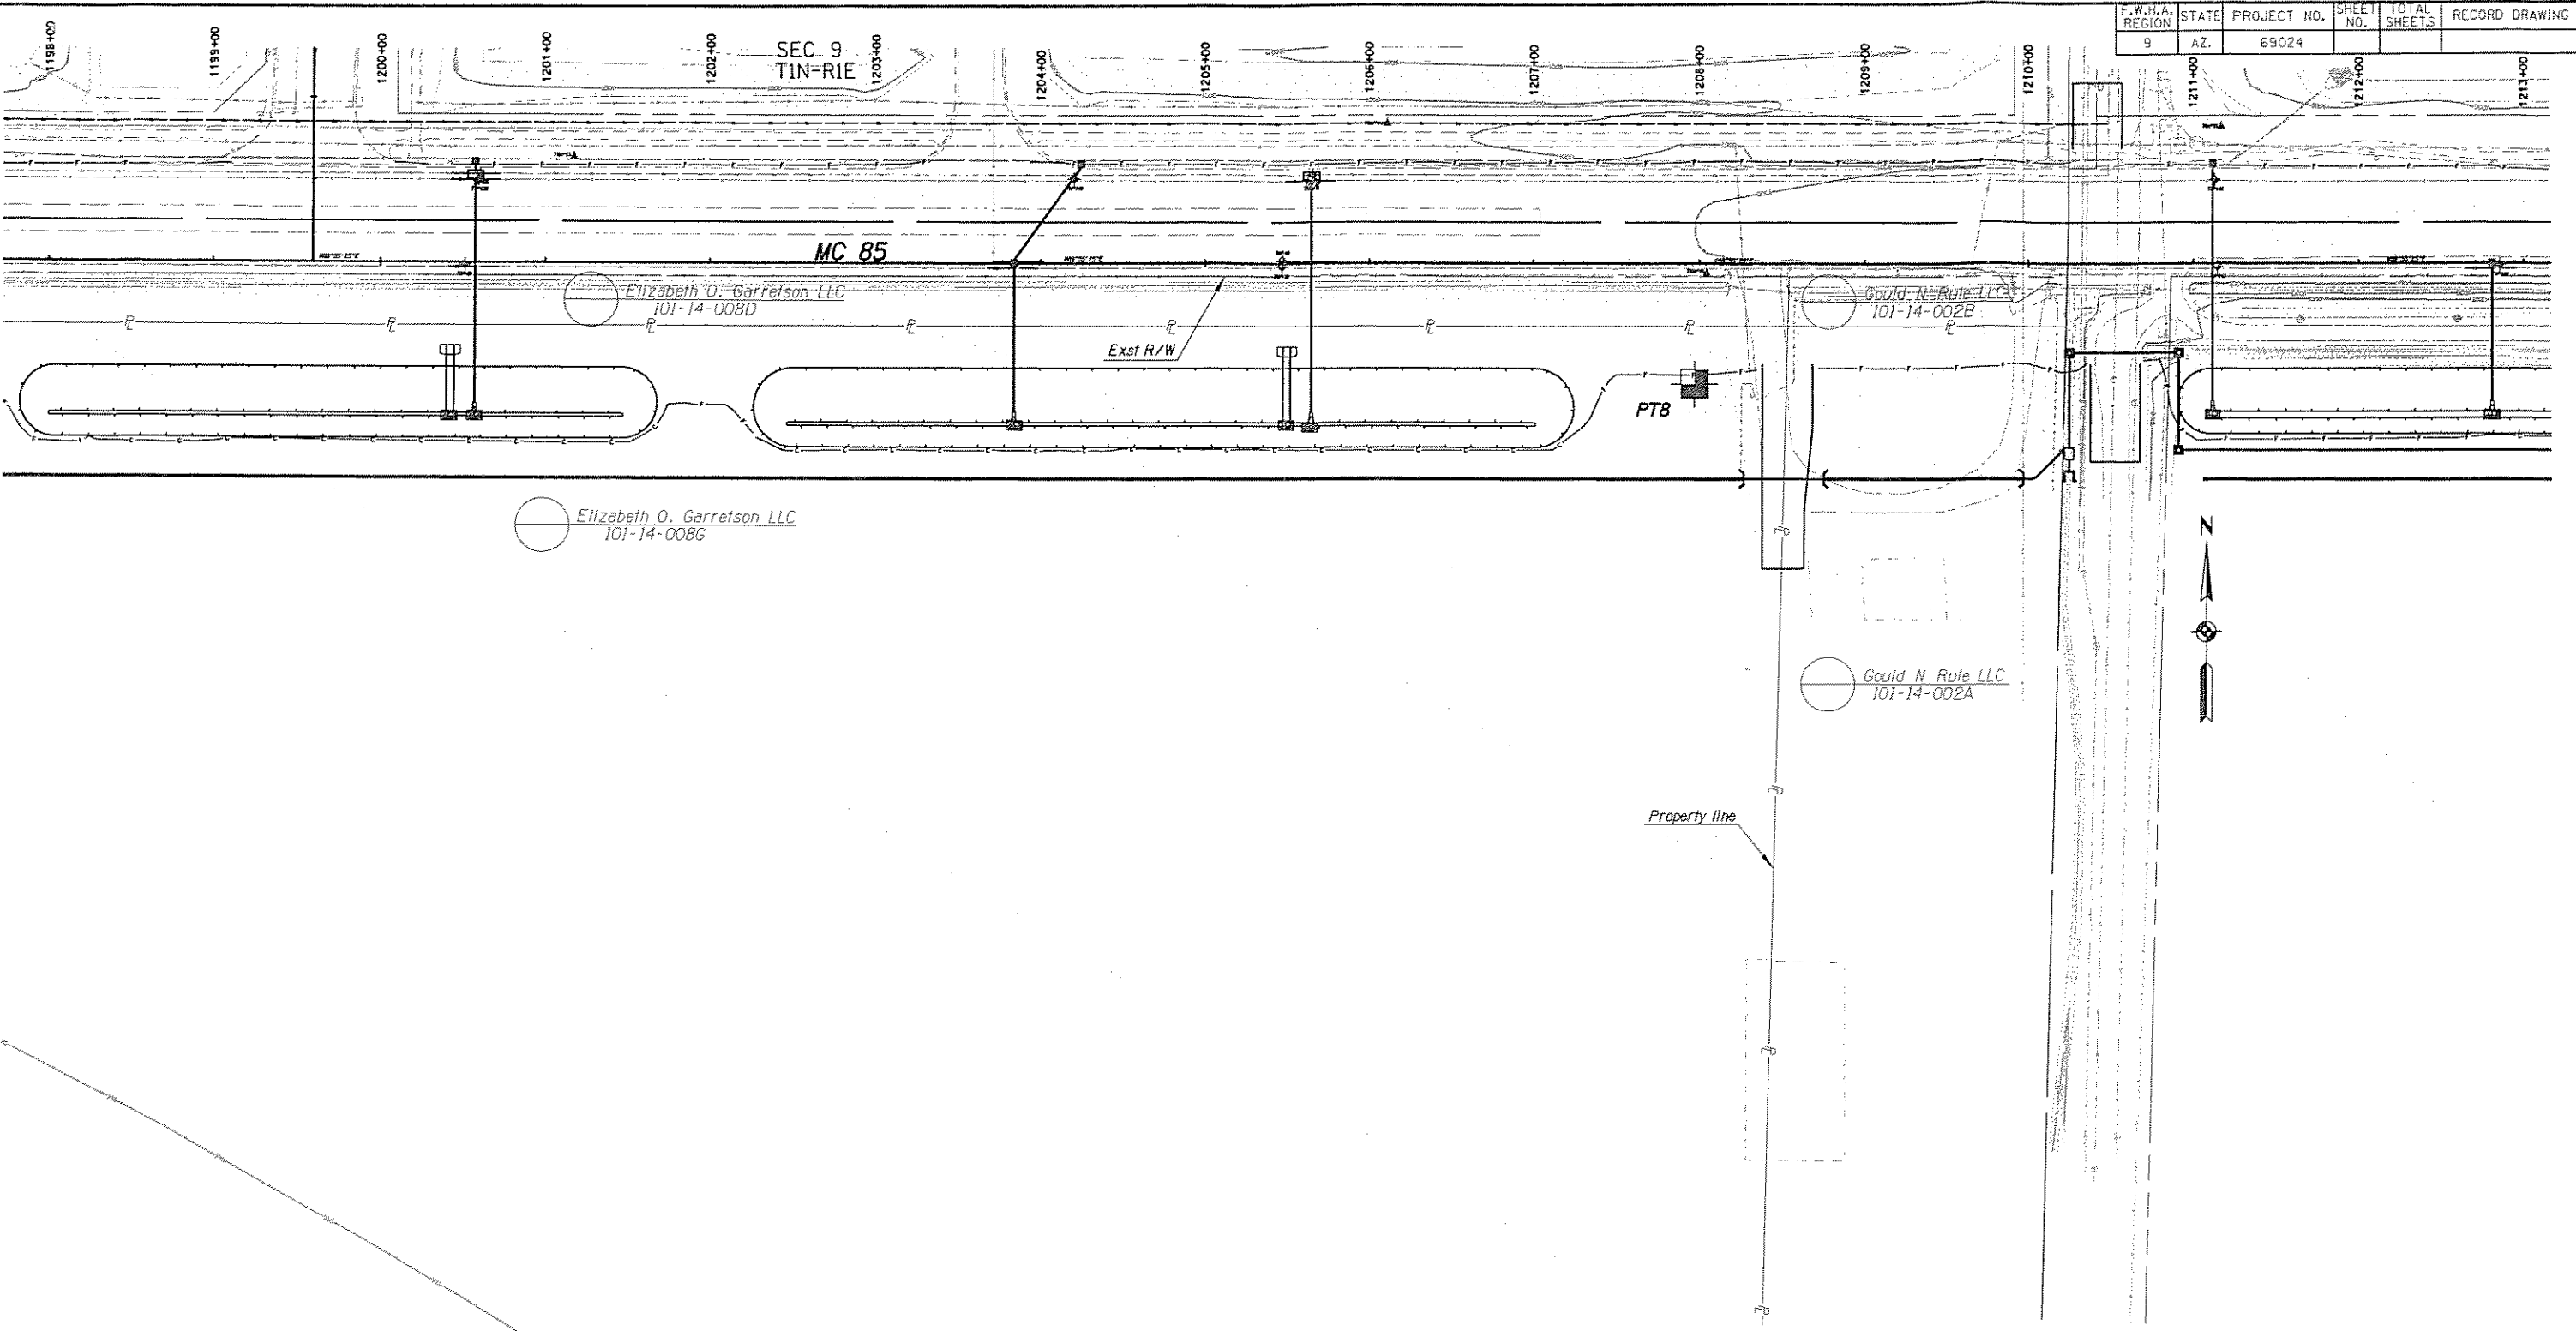 F.W.H.A. REGION STATE PROJECT NO. SHEET NO. TOTAL SHEETS RECORD DRAWING
9 AZ. 69024
1198+00 1199+00 1200+00 1201+00 1202+00 1203+00 1204+00 1205+00 1206+00 1207+00 1208+00 1209+00 1210+00 1211+00 1212+00 1213+00
SEC 9
T1N-R1E
MC 85
Elizabeth O. Garretson LLC
101-14-008D
Gould N Rule LLC
101-14-002B
Exst R/W
PT8
Elizabeth O. Garretson LLC
101-14-008G
N
Gould N Rule LLC
101-14-002A
Property line